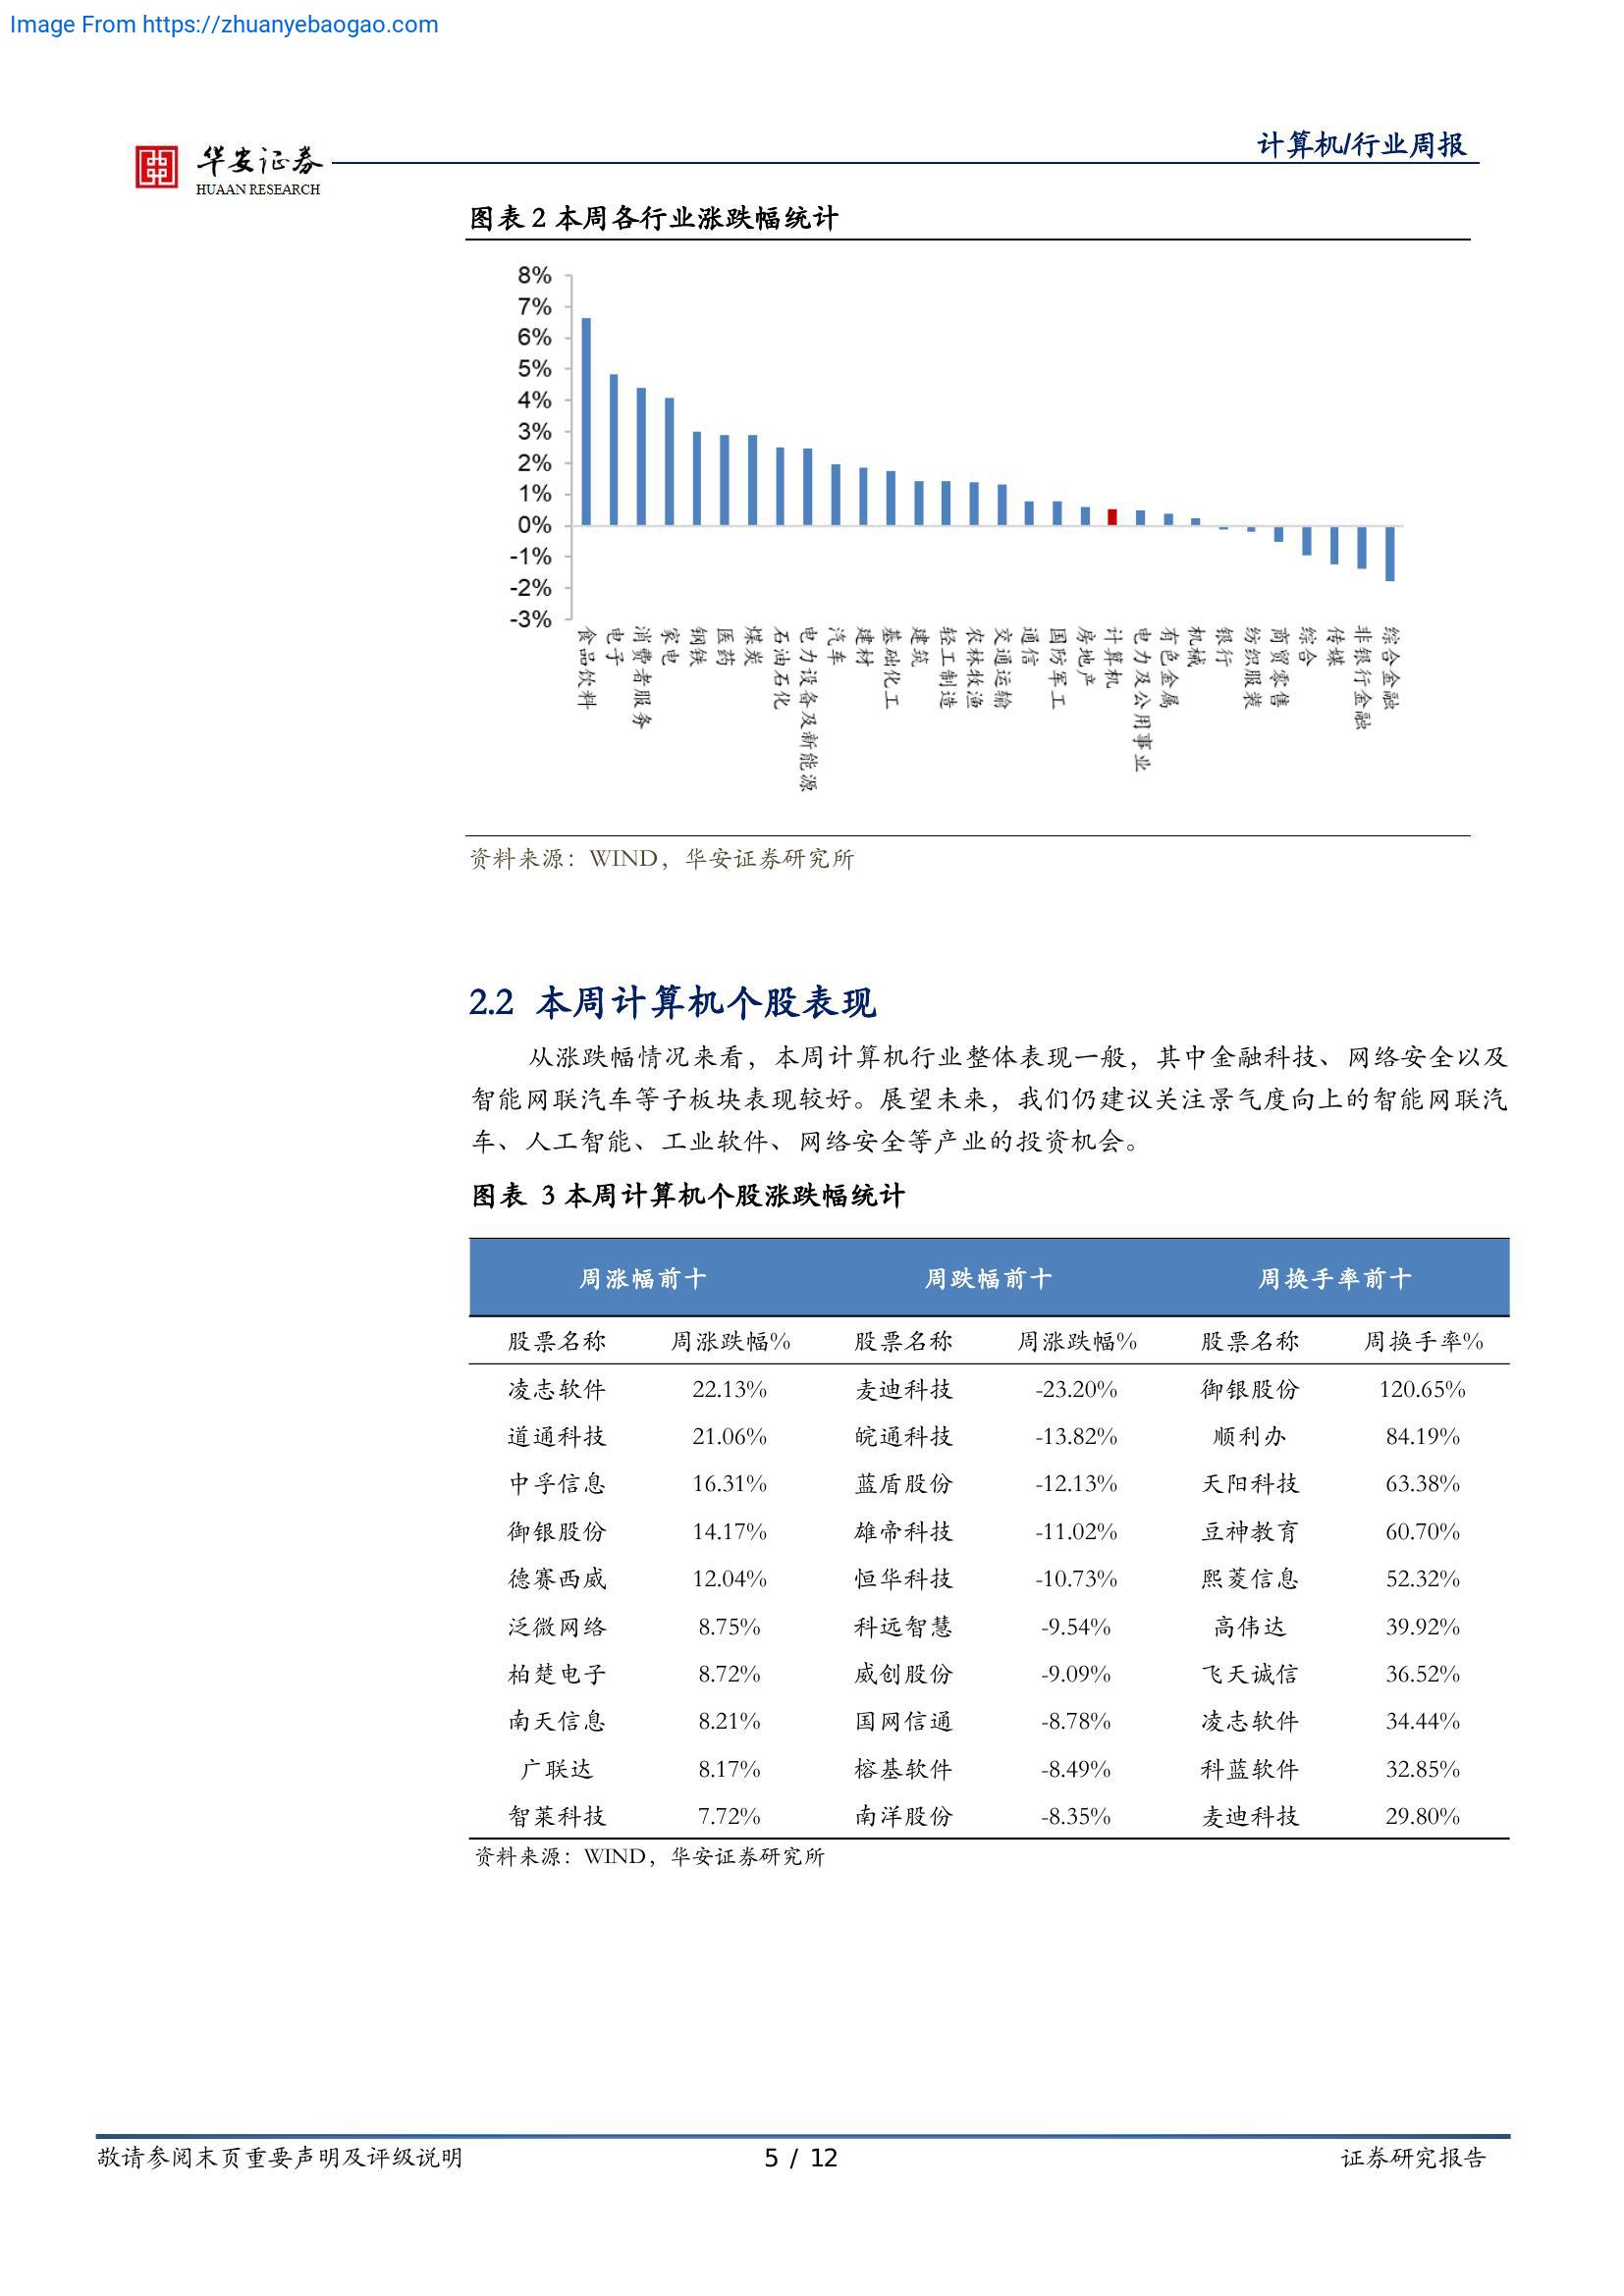 Image From https://zhuanyebaogao.com
华安证券
HUAAN RESEARCH
计算机/行业周报
图表 2 本周各行业涨跌幅统计
8%
7%
6%
5%
4%
3%
2%
1%
0%
-1%
-2%
-3%
食品饮料
电子
消费者服务
家电
钢铁
医药
煤炭
石油石化
电力设备及新能源
汽车
建材
基础化工
建筑
轻工制造
农林牧渔
交通运输
通信
国防军工
房地产
计算机
电力及公用事业
有色金属
机械
银行
纺织服装
商贸零售
综合
传媒
非银行金融
综合金融
资料来源：WIND，华安证券研究所
2.2 本周计算机个股表现
从涨跌幅情况来看，本周计算机行业整体表现一般，其中金融科技、网络安全以及
智能网联汽车等子板块表现较好。展望未来，我们仍建议关注景气度向上的智能网联汽
车、人工智能、工业软件、网络安全等产业的投资机会。
图表 3 本周计算机个股涨跌幅统计
周涨幅前十 周跌幅前十 周换手率前十
股票名称 周涨跌幅% 股票名称 周涨跌幅% 股票名称 周换手率%
凌志软件 22.13% 麦迪科技 -23.20% 御银股份 120.65%
道通科技 21.06% 皖通科技 -13.82% 顺利办 84.19%
中孚信息 16.31% 蓝盾股份 -12.13% 天阳科技 63.38%
御银股份 14.17% 雄帝科技 -11.02% 豆神教育 60.70%
德赛西威 12.04% 恒华科技 -10.73% 熙菱信息 52.32%
泛微网络 8.75% 科远智慧 -9.54% 高伟达 39.92%
柏楚电子 8.72% 威创股份 -9.09% 飞天诚信 36.52%
南天信息 8.21% 国网信通 -8.78% 凌志软件 34.44%
广联达 8.17% 榕基软件 -8.49% 科蓝软件 32.85%
智莱科技 7.72% 南洋股份 -8.35% 麦迪科技 29.80%
资料来源：WIND，华安证券研究所
敬请参阅末页重要声明及评级说明 5 / 12 证券研究报告